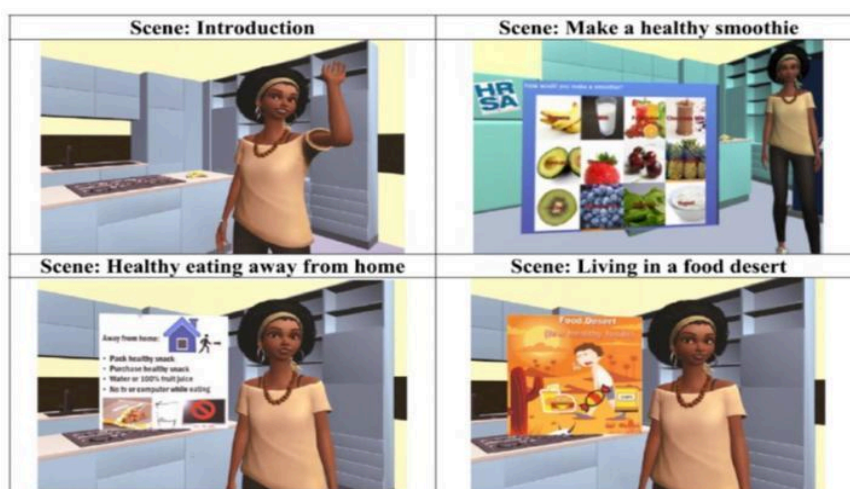 Scene: Introduction
Scene: Make a healthy smoothie
HR
SA
How would you make a smoothie?
Scene: Healthy eating away from home
Away from home:
• Pack healthy snack
• Purchase healthy snack
• Water or 100% fruit juice
• No tv or computer while eating
Scene: Living in a food desert
Food Desert